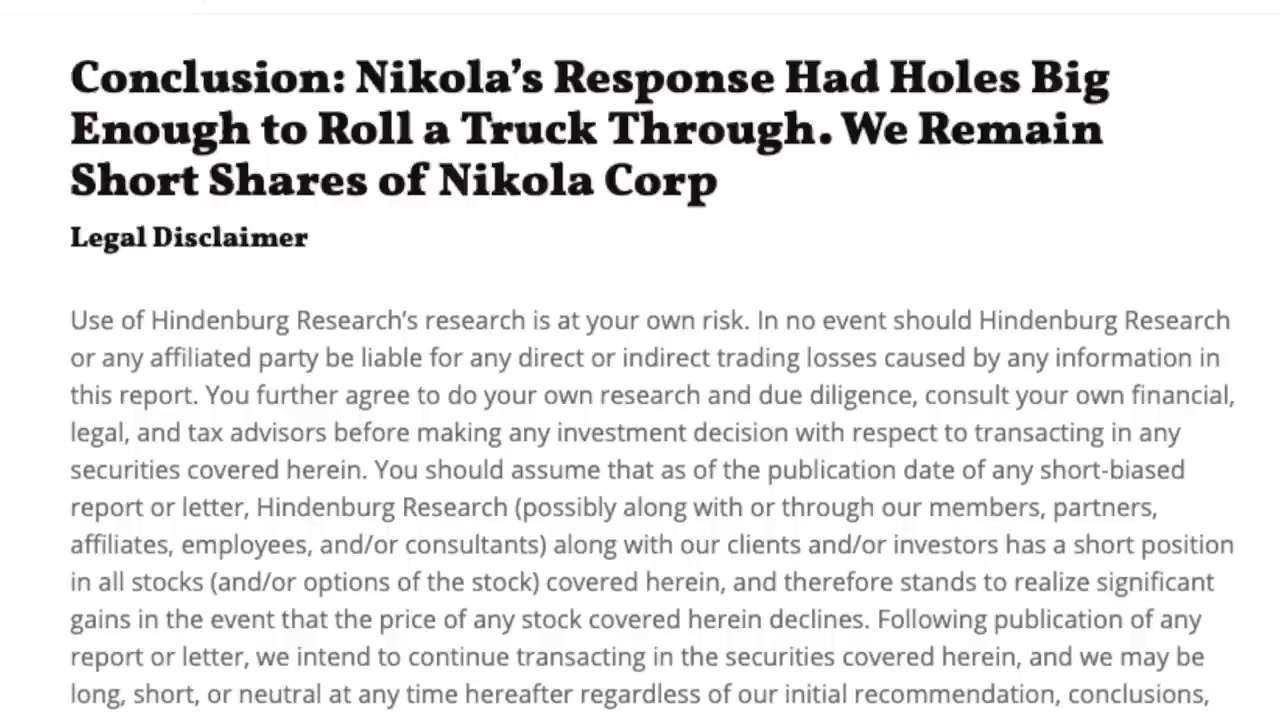 Conclusion: Nikola’s Response Had Holes Big
Enough to Roll a Truck Through. We Remain
Short Shares of Nikola Corp
Legal Disclaimer
Use of Hindenburg Research’s research is at your own risk. In no event should Hindenburg Research
or any affiliated party be liable for any direct or indirect trading losses caused by any information in
this report. You further agree to do your own research and due diligence, consult your own financial,
legal, and tax advisors before making any investment decision with respect to transacting in any
securities covered herein. You should assume that as of the publication date of any short-biased
report or letter, Hindenburg Research (possibly along with or through our members, partners,
affiliates, employees, and/or consultants) along with our clients and/or investors has a short position
in all stocks (and/or options of the stock) covered herein, and therefore stands to realize significant
gains in the event that the price of any stock covered herein declines. Following publication of any
report or letter, we intend to continue transacting in the securities covered herein, and we may be
long, short, or neutral at any time hereafter regardless of our initial recommendation, conclusions,